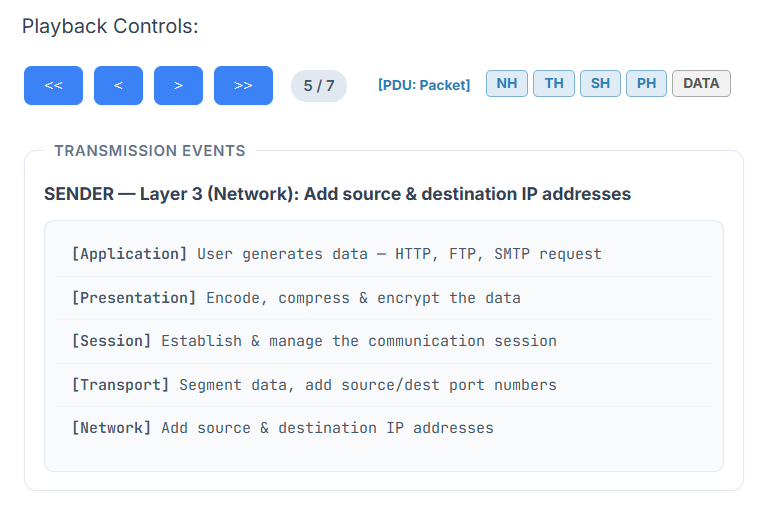 Playback Controls:
<< < > >> 5 / 7 [PDU: Packet] NH TH SH PH DATA
TRANSMISSION EVENTS
SENDER — Layer 3 (Network): Add source & destination IP addresses
[Application] User generates data — HTTP, FTP, SMTP request
[Presentation] Encode, compress & encrypt the data
[Session] Establish & manage the communication session
[Transport] Segment data, add source/dest port numbers
[Network] Add source & destination IP addresses